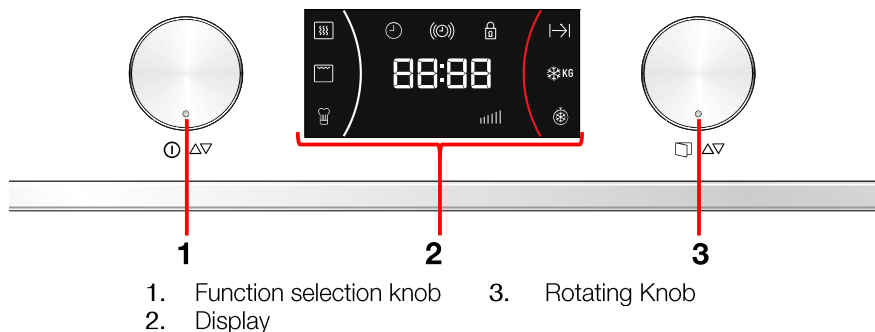 88:88
KG
1 2 3
1. Function selection knob 3. Rotating Knob
2. Display